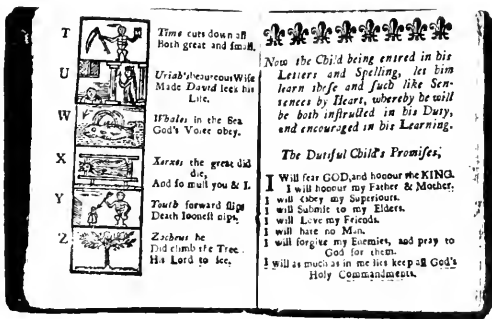 T
Time cuts down all
Both great and small.
U
Uriah's beauteous Wife
Made David seek his
Life.
W
Whales in the Sea
God's Voice obey.
X
Xerxes the great did
die,
And so must you & I.
Y
Youth forward slips
Death soonest nips.
Z
Zacheus he
Did climb the Tree
His Lord to see.
Now the Child being entred in his
Letters and Spelling, let him
learn these and such like Sen-
tences by Heart, whereby he will
be both instructed in his Duty,
and encouraged in his Learning.
The Dutiful Child's Promises,
I Will fear GOD, and honour the KING.
I will honour my Father & Mother.
I will Obey my Superiours.
I will Submit to my Elders.
I will Love my Friends.
I will hate no Man.
I will forgive my Enemies, and pray to
God for them.
I will as much as in me lies keep all God's
Holy Commandments.